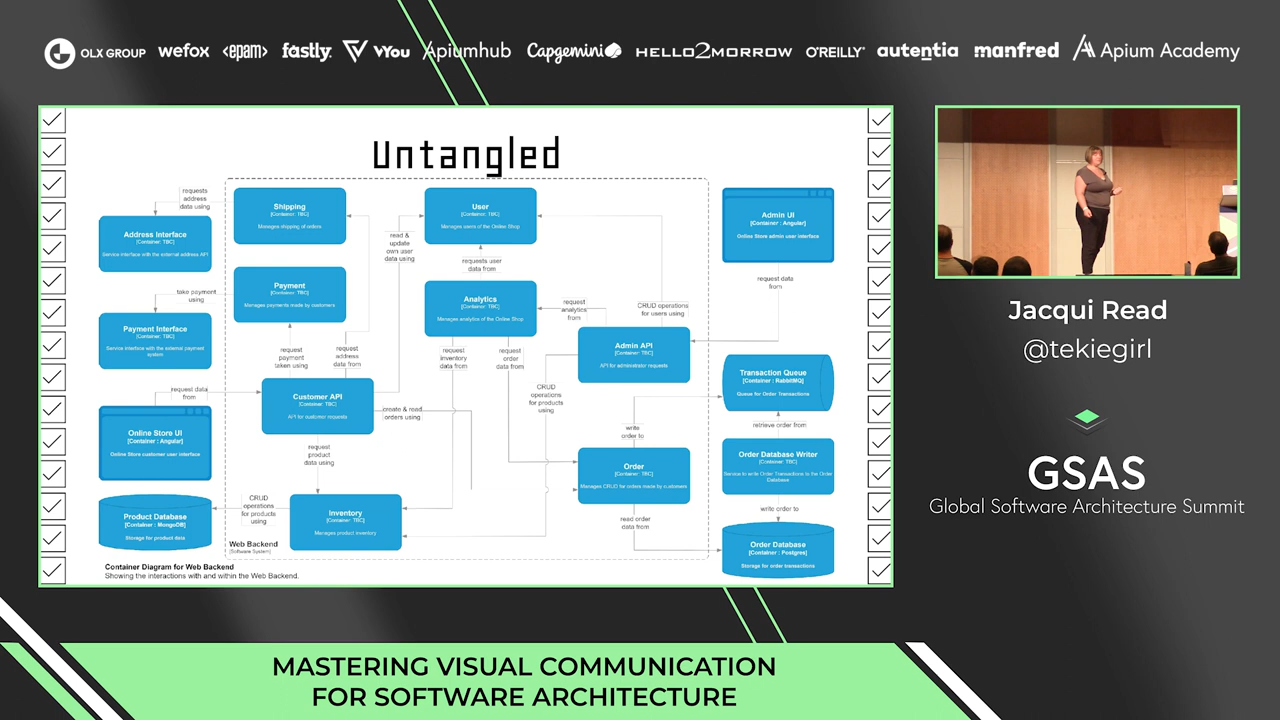 OLX GROUP wefox <epam> fastly VYou Apiumhub Capgemini HELLO2MORROW O'REILLY autentia manfred Apium Academy
Untangled
requests
address
data using
Address Interface
[Container: TBC]
Service interface with the external address API
take payment
using
Payment Interface
[Container: TBC]
Service interface with the external payment
system
request data
from
Online Store UI
[Container : Angular]
Online Store customer user interface
Product Database
[Container : MongoDB]
Storage for product data
Shipping
[Container: TBC]
Manages shipping of orders
Payment
[Container: TBC]
Manages payments made by customers
request
payment
taken using
request
address
data from
Customer API
[Container: TBC]
API for customer requests
request
product
data using
CRUD
operations
for products
using
Inventory
[Container: TBC]
Manages product inventory
Web Backend
[Software System]
read &
update
own user
data using
create & read
orders using
User
[Container: TBC]
Manages users of the Online Shop
requests user
data from
Analytics
[Container: TBC]
Manages analytics of the Online Shop
request
inventory
data from
request
order
data from
request
analytics
from
CRUD operations
for users using
Admin API
[Container: TBC]
API for administrator requests
CRUD
operations
for products
using
write
order to
Order
[Container: TBC]
Manages CRUD for orders made by customers
read order
data from
Admin UI
[Container : Angular]
Online Store admin user interface
request data
from
Transaction Queue
[Container : RabbitMQ]
Queue for Order Transactions
retrieve order from
Order Database Writer
[Container: TBC]
Service to write Order Transactions to the Order
Database
write order to
Order Database
[Container : Postgres]
Storage for order transactions
Container Diagram for Web Backend
Showing the interactions with and within the Web Backend.
Jacqui Read
@tekiegirl
GSAS
Global Software Architecture Summit
MASTERING VISUAL COMMUNICATION
FOR SOFTWARE ARCHITECTURE